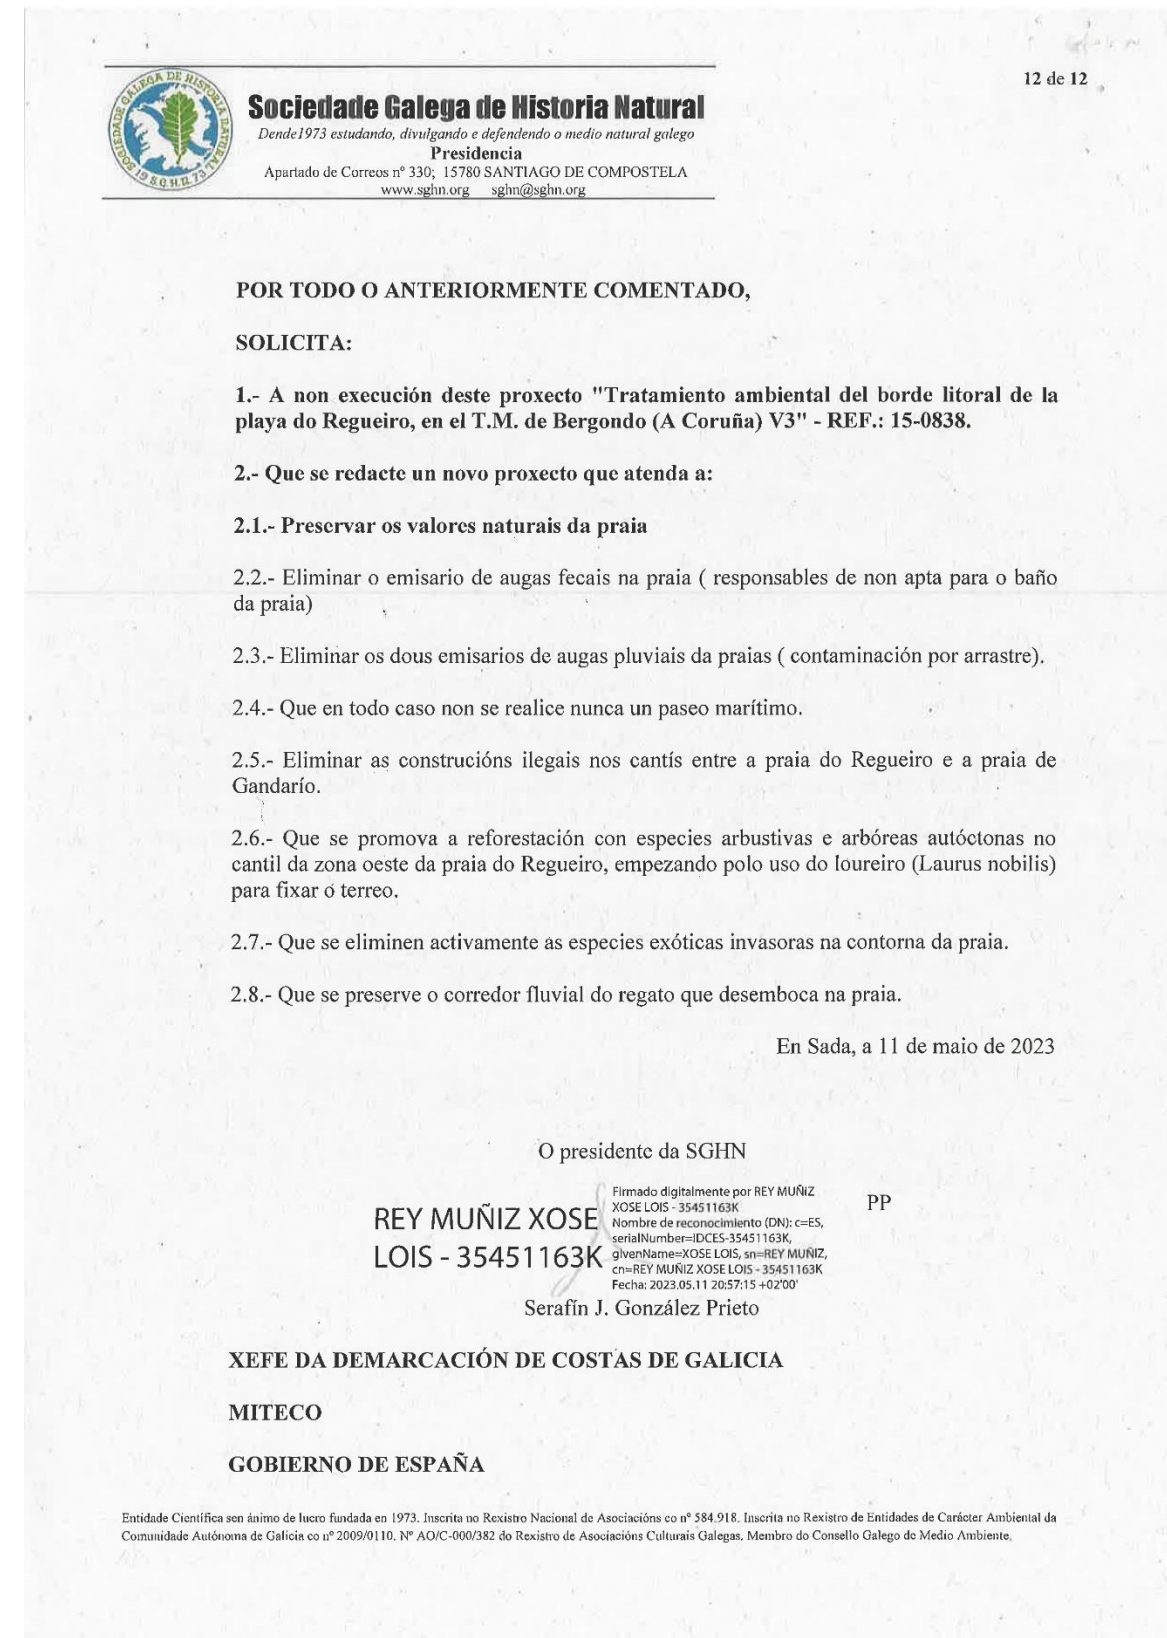 12 de 12
SOCIEDADE GALEGA DE HISTORIA NATURAL
19 S.G.H.N. 73
Sociedade Galega de Historia Natural
Dende1973 estudando, divulgando e defendendo o medio natural galego
Presidencia
Apartado de Correos nº 330; 15780 SANTIAGO DE COMPOSTELA
www.sghn.org sghn@sghn.org
POR TODO O ANTERIORMENTE COMENTADO,
SOLICITA:
1.- A non execución deste proxecto "Tratamiento ambiental del borde litoral de la
playa do Regueiro, en el T.M. de Bergondo (A Coruña) V3" - REF.: 15-0838.
2.- Que se redacte un novo proxecto que atenda a:
2.1.- Preservar os valores naturais da praia
2.2.- Eliminar o emisario de augas fecais na praia ( responsables de non apta para o baño
da praia)
2.3.- Eliminar os dous emisarios de augas pluviais da praias ( contaminación por arrastre).
2.4.- Que en todo caso non se realice nunca un paseo marítimo.
2.5.- Eliminar as construcións ilegais nos cantís entre a praia do Regueiro e a praia de
Gandarío.
2.6.- Que se promova a reforestación con especies arbustivas e arbóreas autóctonas no
cantil da zona oeste da praia do Regueiro, empezando polo uso do loureiro (Laurus nobilis)
para fixar o terreo.
2.7.- Que se eliminen activamente as especies exóticas invasoras na contorna da praia.
2.8.- Que se preserve o corredor fluvial do regato que desemboca na praia.
En Sada, a 11 de maio de 2023
O presidente da SGHN
REY MUÑIZ XOSE
LOIS - 35451163K
Firmado digitalmente por REY MUÑIZ
XOSE LOIS - 35451163K
Nombre de reconocimiento (DN): c=ES,
serialNumber=IDCES-35451163K,
givenName=XOSE LOIS, sn=REY MUÑIZ,
cn=REY MUÑIZ XOSE LOIS - 35451163K
Fecha: 2023.05.11 20:57:15 +02'00'
PP
Serafín J. González Prieto
XEFE DA DEMARCACIÓN DE COSTAS DE GALICIA
MITECO
GOBIERNO DE ESPAÑA
Entidade Científica sen ánimo de lucro fundada en 1973. Inscrita no Rexistro Nacional de Asociacións co nº 584.918. Inscrita no Rexistro de Entidades de Carácter Ambiental da
Comunidade Autónoma de Galicia co nº 2009/0110. Nº AO/C-000/382 do Rexistro de Asociacións Culturais Galegas. Membro do Consello Galego de Medio Ambiente.